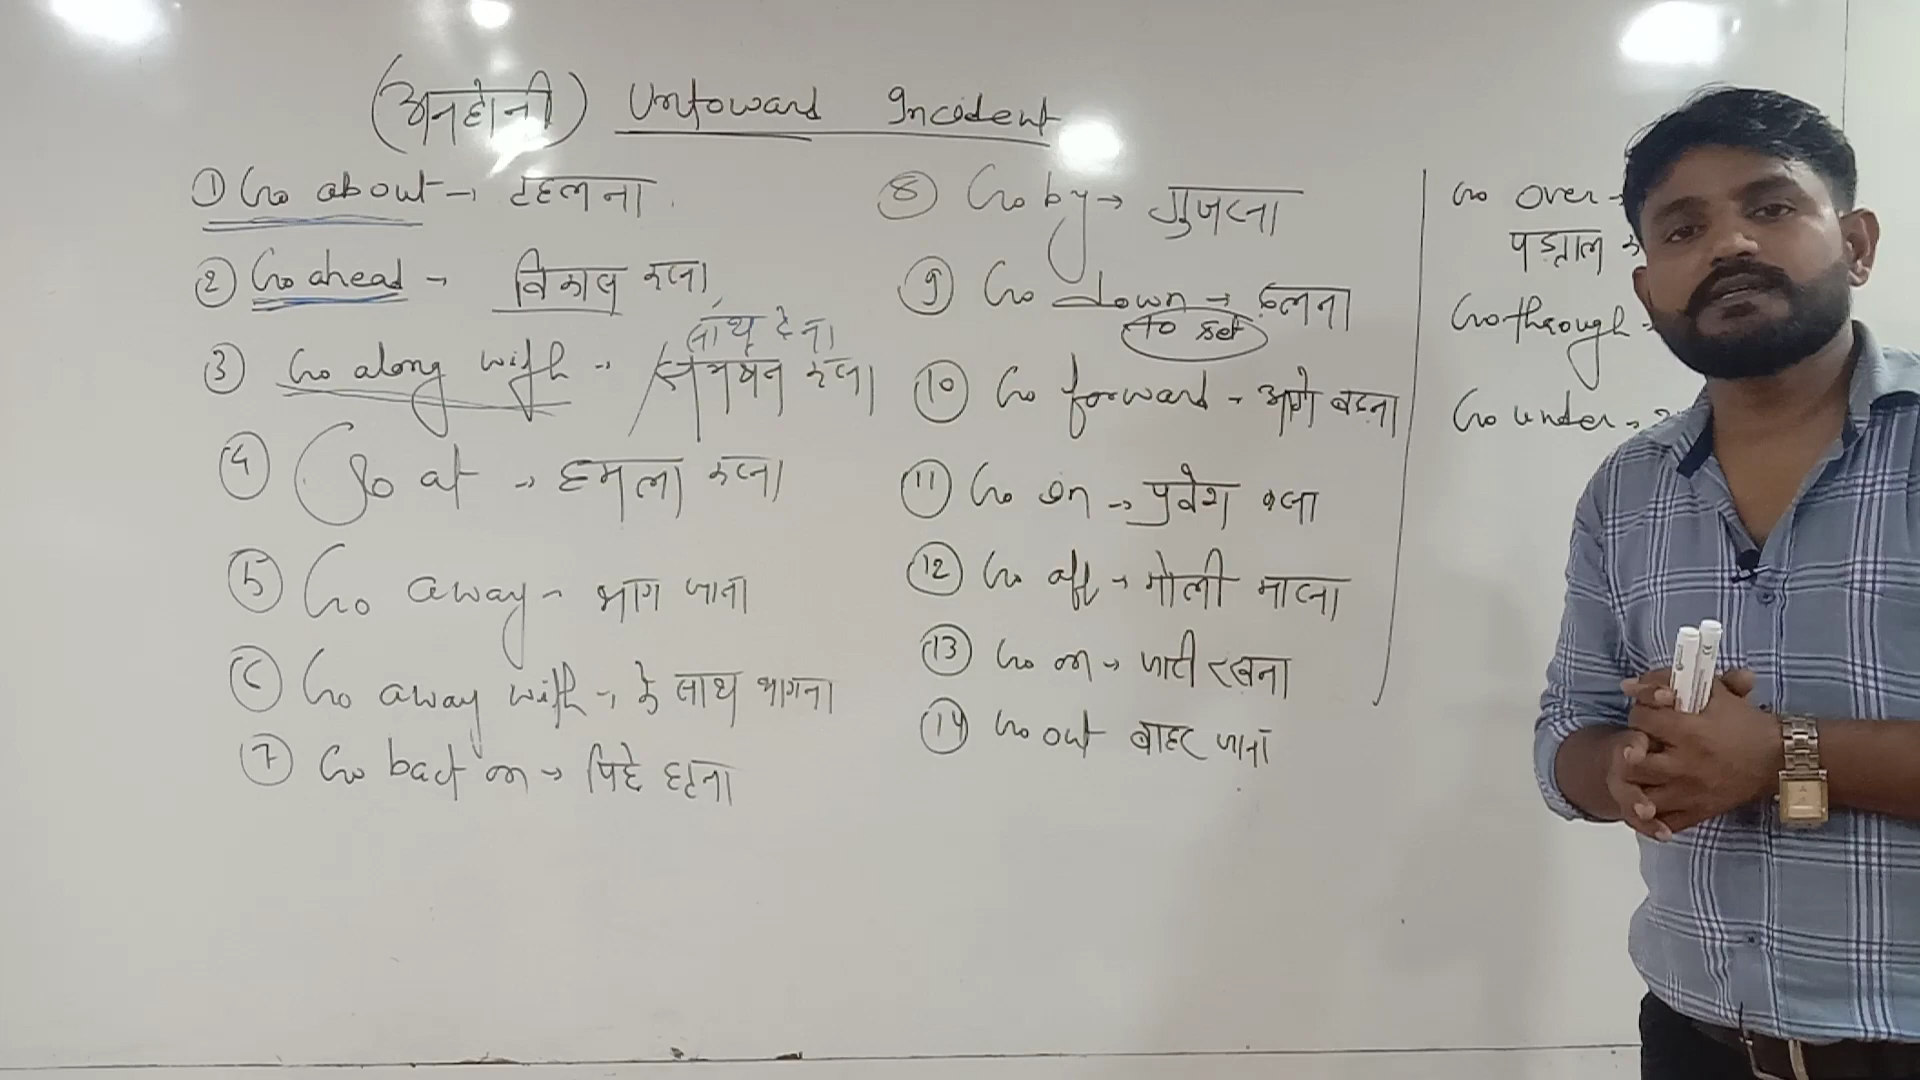 (अनहोनी) Untoward Incident
① Go about → टहलना
② Go ahead - विकास करना
साथ देना
③ Go along with → समर्थन करना
④ Go at → हमला करना
⑤ Go away - भाग जाना
⑥ Go away with → के साथ भागना
⑦ Go back on → पिछे हटना
⑧ Go by → गुजरना
⑨ Go down → ढलना
to set
⑩ Go forward - आगे बढ़ना
⑪ Go in → प्रवेश करना
⑫ Go off → गोली मारना
⑬ Go on → जारी रखना
⑭ Go out बाहर जाना
Go over →
पड़ताल क
Go through -
Go under →